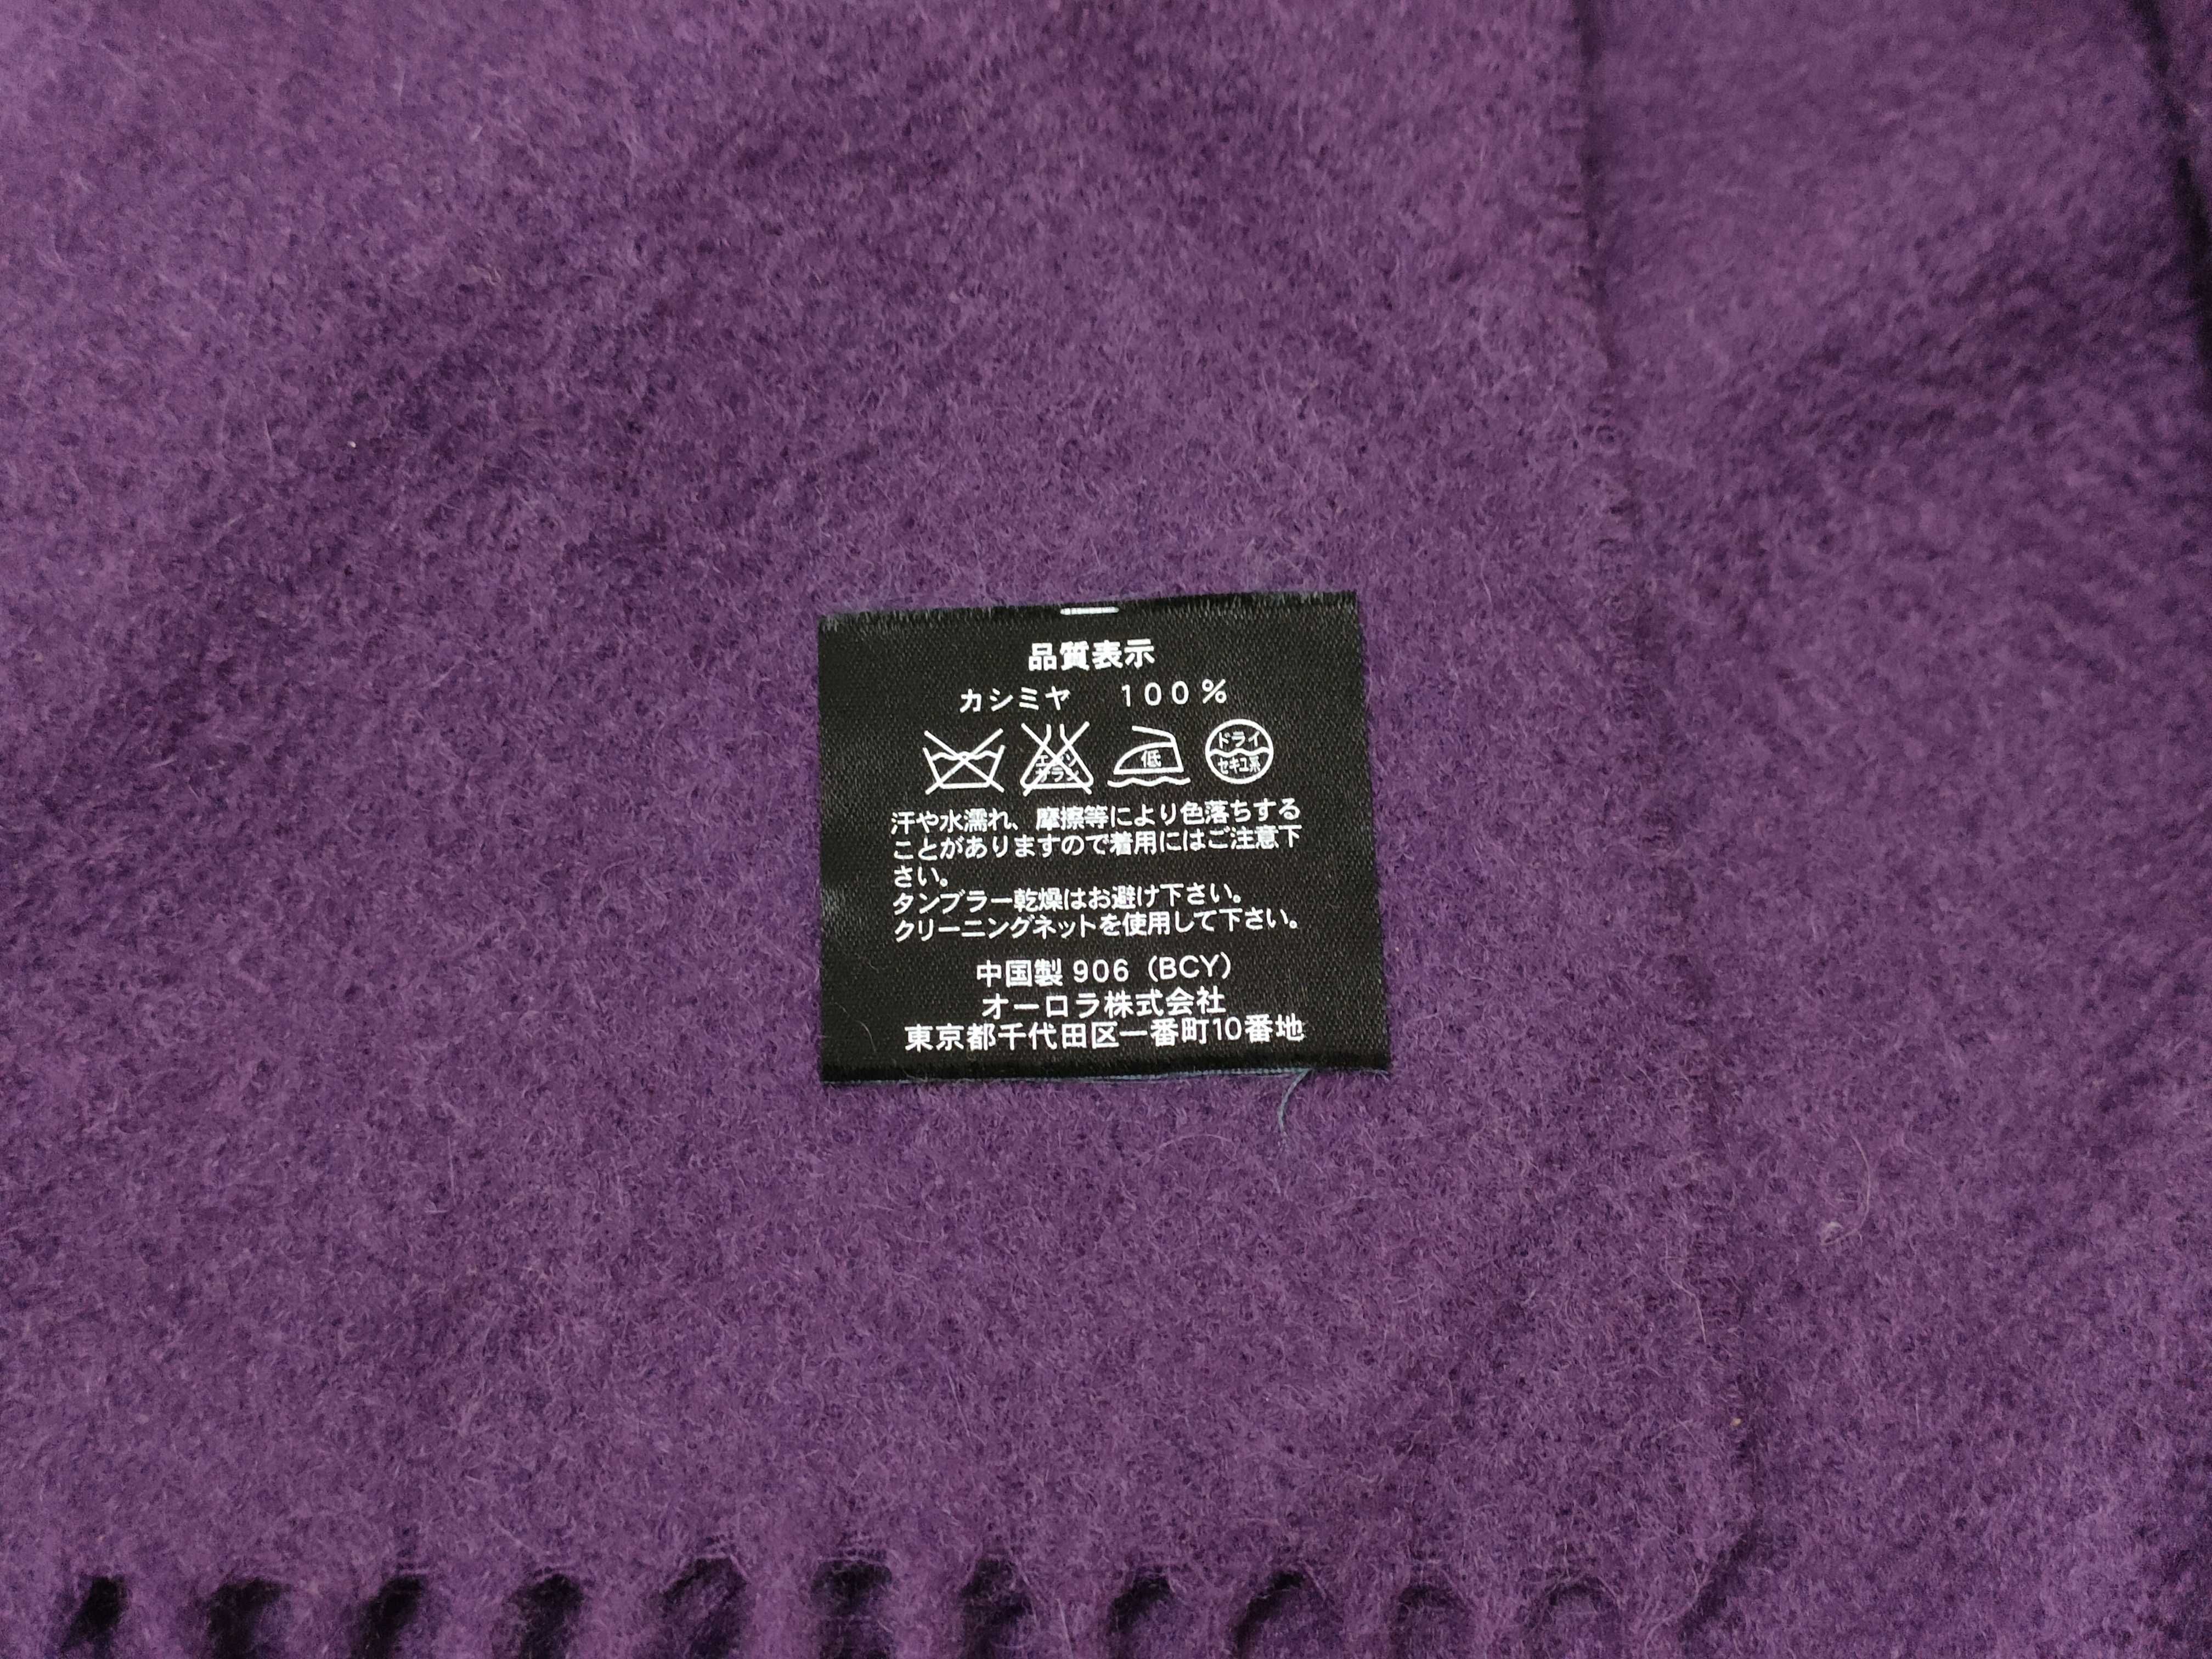 品質表示
カシミヤ 100%
エンソ
サラシ
低
ドライ
セキユ系
汗や水濡れ、摩擦等により色落ちする
ことがありますので着用にはご注意下
さい。
タンブラー乾燥はお避け下さい。
クリーニングネットを使用して下さい。
中国製 906 (BCY)
オーロラ株式会社
東京都千代田区一番町10番地